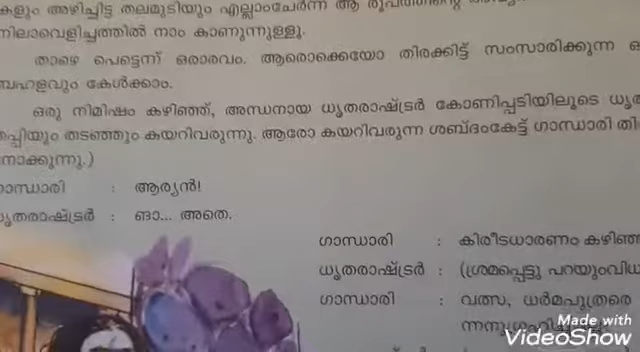 കളും അഴിച്ചിട്ട തലമുടിയും എല്ലാംചേർന്ന ആ
നിലാവെളിച്ചത്തിൽ നാം കാണുന്നുള്ളൂ.
താഴെ പെട്ടെന്ന് ഒരാരവം. ആരൊക്കെയോ തിരക്കിട്ട് സംസാരിക്കുന്ന
ബഹളവും കേൾക്കാം.
ഒരു നിമിഷം കഴിഞ്ഞ്, അന്ധനായ ധൃതരാഷ്ട്രർ കോണിപ്പടിയിലൂടെ
തപ്പിയും തടഞ്ഞും കയറിവരുന്നു. ആരോ കയറിവരുന്ന ശബ്ദംകേട്ട് ഗാന്ധാരി
നോക്കുന്നു.)
ഗാന്ധാരി : ആര്യൻ!
ധൃതരാഷ്ട്രർ : ങാ... അതെ.
ഗാന്ധാരി : കിരീടധാരണം
ധൃതരാഷ്ട്രർ : (ശ്രമപ്പെട്ടു
ഗാന്ധാരി : വത്സ, ധർമപുത്രരെ
Made with
VideoShow